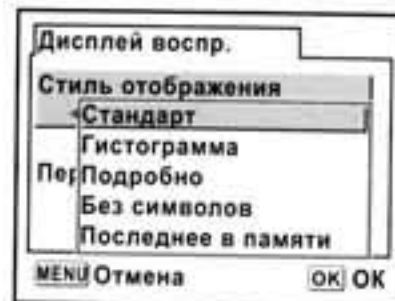 Дисплей воспр.
Стиль отображения
Стандарт
Гистограмма
Подробно
Без символов
Последнее в памяти
MENU Отмена OK OK